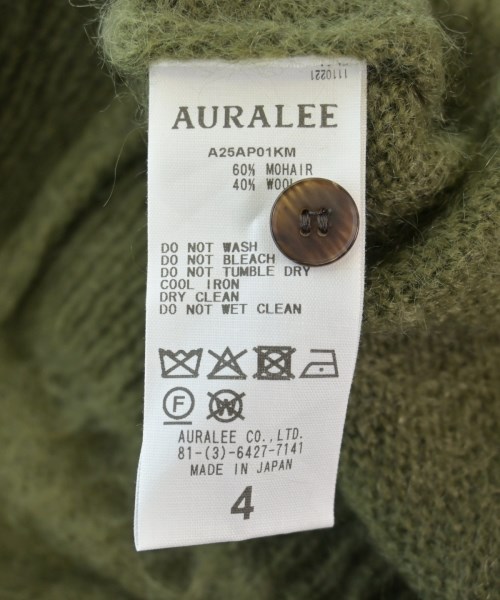 1110221
AURALEE
A25AP01KM
60% MOHAIR
40% WOOL
DO NOT WASH
DO NOT BLEACH
DO NOT TUMBLE DRY
COOL IRON
DRY CLEAN
DO NOT WET CLEAN
F W
AURALEE CO.,LTD.
81-(3)-6427-7141
MADE IN JAPAN
4